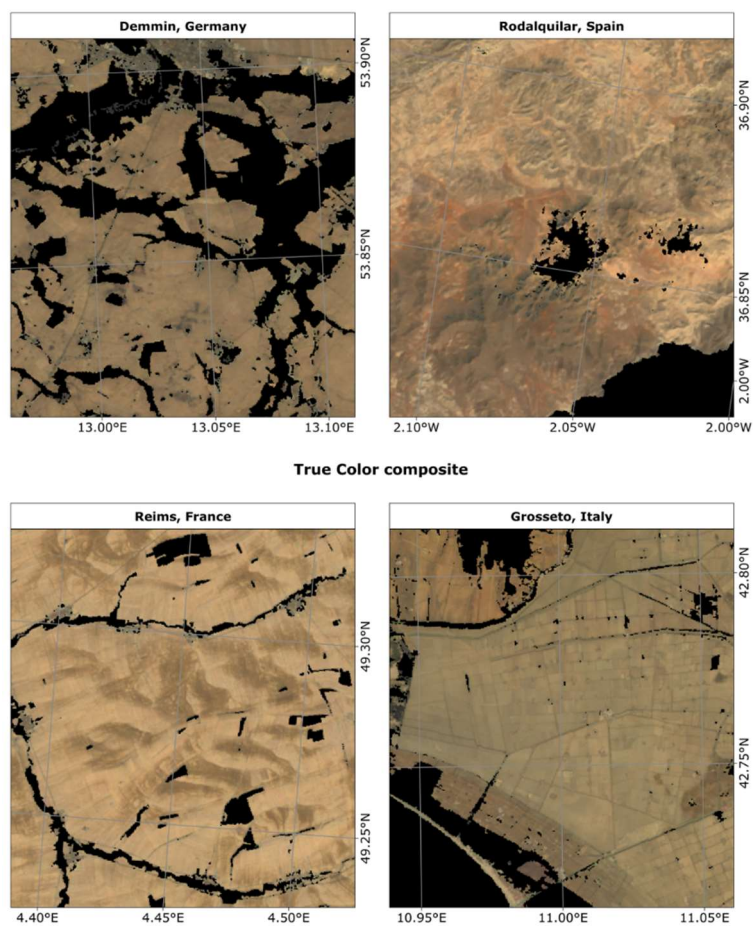 Demmin, Germany
Rodalquilar, Spain
53.90°N
53.85°N
36.90°N
36.85°N
2.00°W
13.00°E
13.05°E
13.10°E
2.10°W
2.05°W
2.00°W
True Color composite
Reims, France
Grosseto, Italy
49.30°N
49.25°N
42.80°N
42.75°N
4.40°E
4.45°E
4.50°E
10.95°E
11.00°E
11.05°E